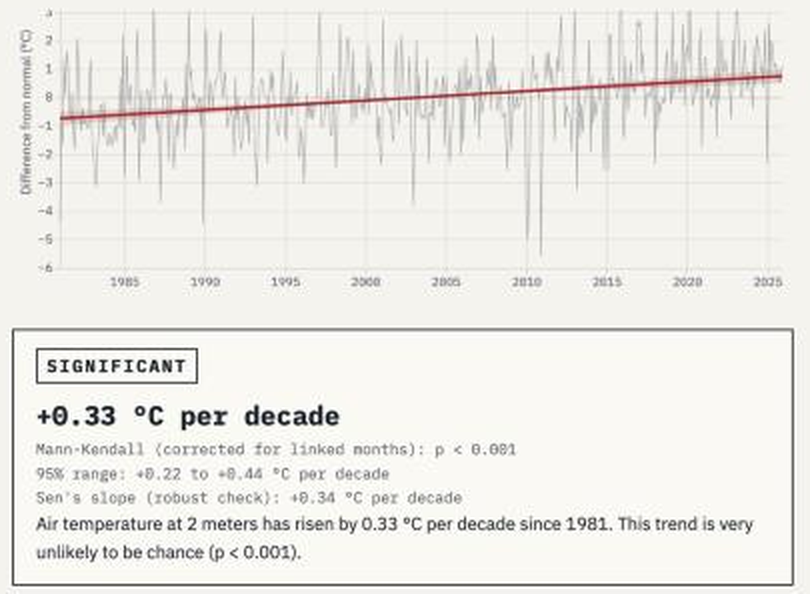 Difference from normal (°C)
3
2
1
0
-1
-2
-3
-4
-5
-6
1985 1990 1995 2000 2005 2010 2015 2020 2025
SIGNIFICANT
+0.33 °C per decade
Mann-Kendall (corrected for linked months): p < 0.001
95% range: +0.22 to +0.44 °C per decade
Sen's slope (robust check): +0.34 °C per decade
Air temperature at 2 meters has risen by 0.33 °C per decade since 1981. This trend is very
unlikely to be chance (p < 0.001).